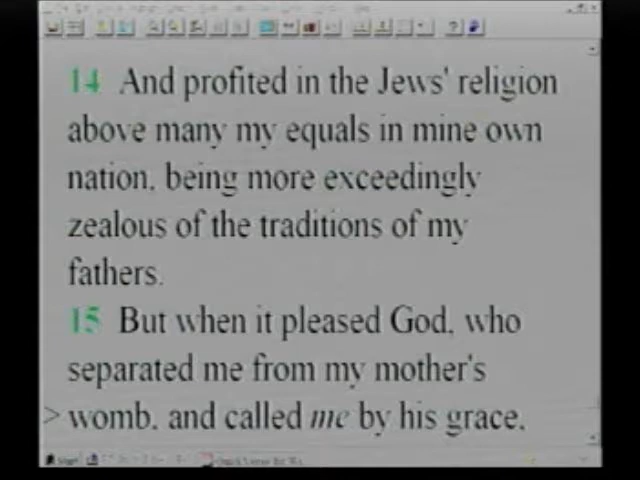 14 And profited in the Jews' religion
above many my equals in mine own
nation, being more exceedingly
zealous of the traditions of my
fathers.
15 But when it pleased God, who
separated me from my mother's
> womb, and called me by his grace,